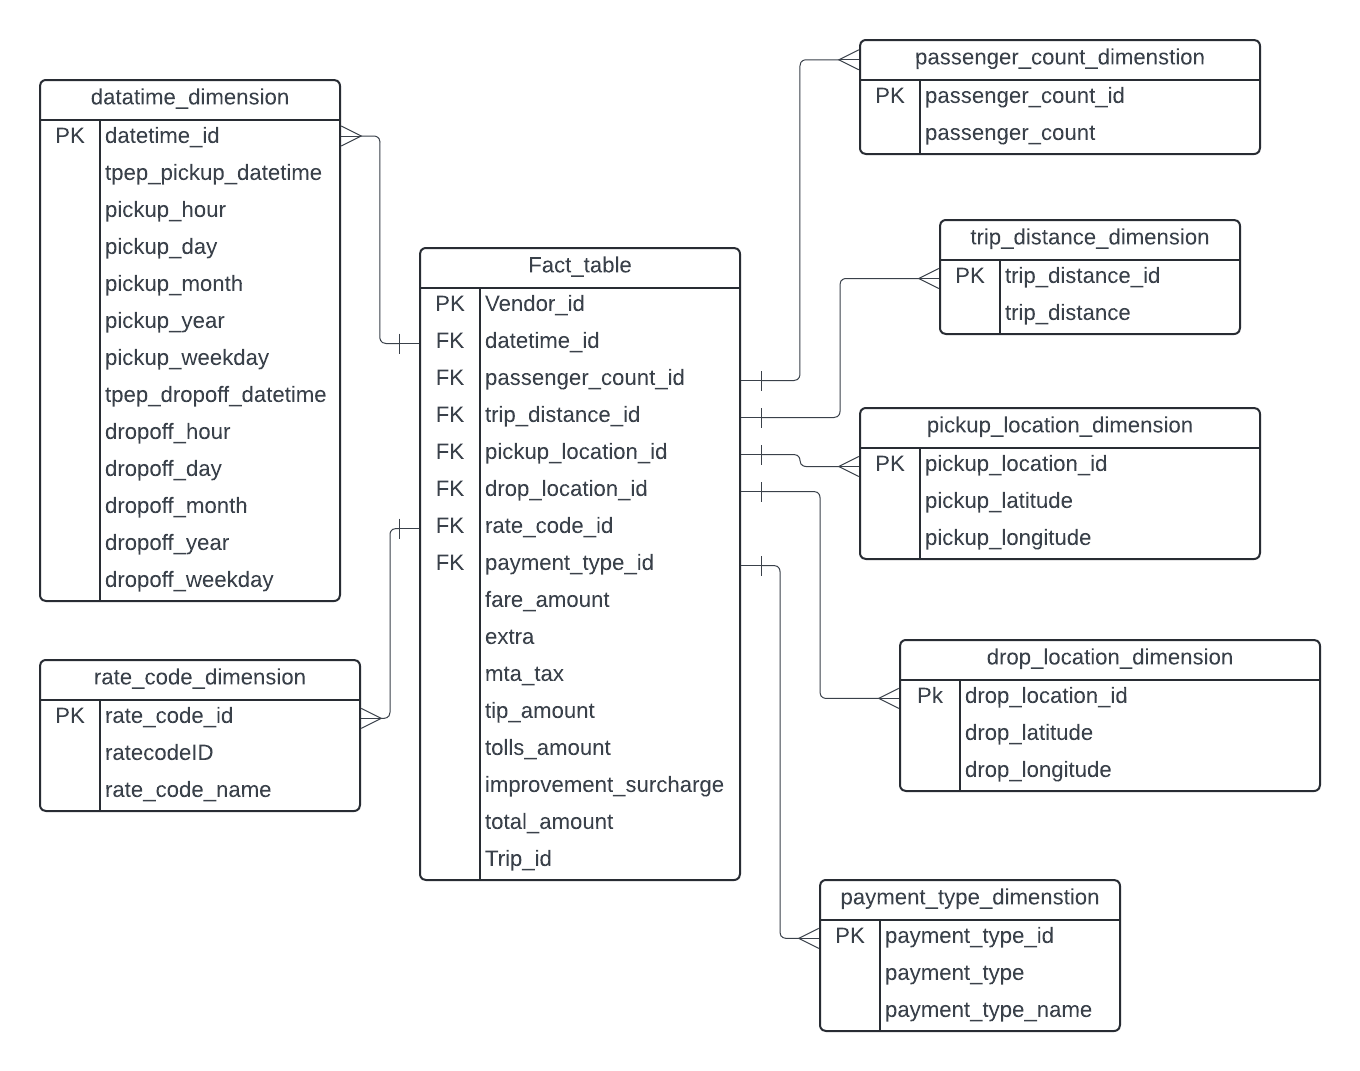 datatime_dimension
PK datetime_id
tpep_pickup_datetime
pickup_hour
pickup_day
pickup_month
pickup_year
pickup_weekday
tpep_dropoff_datetime
dropoff_hour
dropoff_day
dropoff_month
dropoff_year
dropoff_weekday
rate_code_dimension
PK rate_code_id
ratecodeID
rate_code_name
Fact_table
PK Vendor_id
FK datetime_id
FK passenger_count_id
FK trip_distance_id
FK pickup_location_id
FK drop_location_id
FK rate_code_id
FK payment_type_id
fare_amount
extra
mta_tax
tip_amount
tolls_amount
improvement_surcharge
total_amount
Trip_id
passenger_count_dimenstion
PK passenger_count_id
passenger_count
trip_distance_dimension
PK trip_distance_id
trip_distance
pickup_location_dimension
PK pickup_location_id
pickup_latitude
pickup_longitude
drop_location_dimension
Pk drop_location_id
drop_latitude
drop_longitude
payment_type_dimenstion
PK payment_type_id
payment_type
payment_type_name